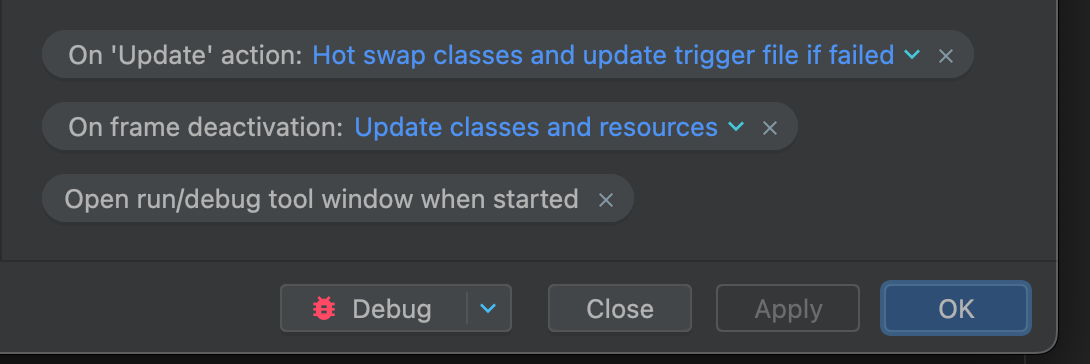 On 'Update' action: Hot swap classes and update trigger file if failed
On frame deactivation: Update classes and resources
Open run/debug tool window when started
Debug Close Apply OK